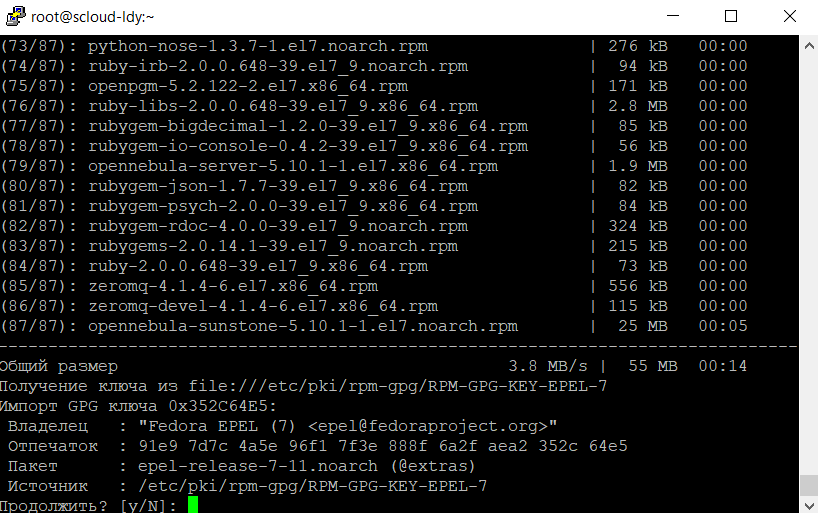 root@scloud-ldy:~
(73/87): python-nose-1.3.7-1.el7.noarch.rpm | 276 kB 00:00
(74/87): ruby-irb-2.0.0.648-39.el7_9.noarch.rpm | 94 kB 00:00
(75/87): openpgm-5.2.122-2.el7.x86_64.rpm | 171 kB 00:00
(76/87): ruby-libs-2.0.0.648-39.el7_9.x86_64.rpm | 2.8 MB 00:00
(77/87): rubygem-bigdecimal-1.2.0-39.el7_9.x86_64.rpm | 85 kB 00:00
(78/87): rubygem-io-console-0.4.2-39.el7_9.x86_64.rpm | 56 kB 00:00
(79/87): opennebula-server-5.10.1-1.el7.x86_64.rpm | 1.9 MB 00:00
(80/87): rubygem-json-1.7.7-39.el7_9.x86_64.rpm | 82 kB 00:00
(81/87): rubygem-psych-2.0.0-39.el7_9.x86_64.rpm | 84 kB 00:00
(82/87): rubygem-rdoc-4.0.0-39.el7_9.noarch.rpm | 324 kB 00:00
(83/87): rubygems-2.0.14.1-39.el7_9.noarch.rpm | 215 kB 00:00
(84/87): ruby-2.0.0.648-39.el7_9.x86_64.rpm | 73 kB 00:00
(85/87): zeromq-4.1.4-6.el7.x86_64.rpm | 556 kB 00:00
(86/87): zeromq-devel-4.1.4-6.el7.x86_64.rpm | 115 kB 00:00
(87/87): opennebula-sunstone-5.10.1-1.el7.noarch.rpm | 25 MB 00:05
--------------------------------------------------------------------------------
Общий размер 3.8 MB/s | 55 MB 00:14
Получение ключа из file:///etc/pki/rpm-gpg/RPM-GPG-KEY-EPEL-7
Импорт GPG ключа 0x352C64E5:
Владелец : "Fedora EPEL (7) <epel@fedoraproject.org>"
Отпечаток : 91e9 7d7c 4a5e 96f1 7f3e 888f 6a2f aea2 352c 64e5
Пакет : epel-release-7-11.noarch (@extras)
Источник : /etc/pki/rpm-gpg/RPM-GPG-KEY-EPEL-7
Продолжить? [y/N]: